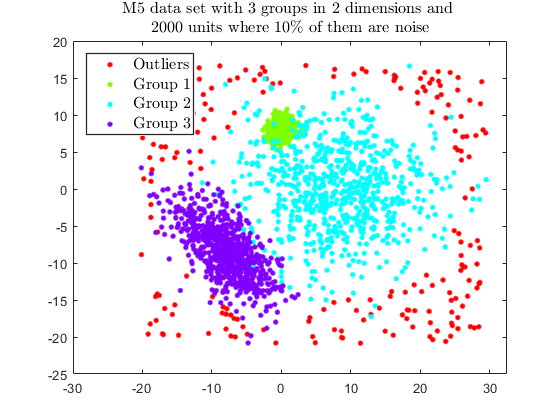 M5 data set with 3 groups in 2 dimensions and
2000 units where 10% of them are noise
Outliers
Group 1
Group 2
Group 3
20
15
10
5
0
-5
-10
-15
-20
-25
-30 -20 -10 0 10 20 30